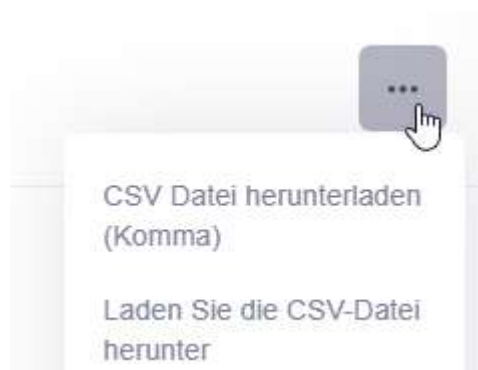 CSV Datei herunterladen
(Komma)
Laden Sie die CSV-Datei
herunter